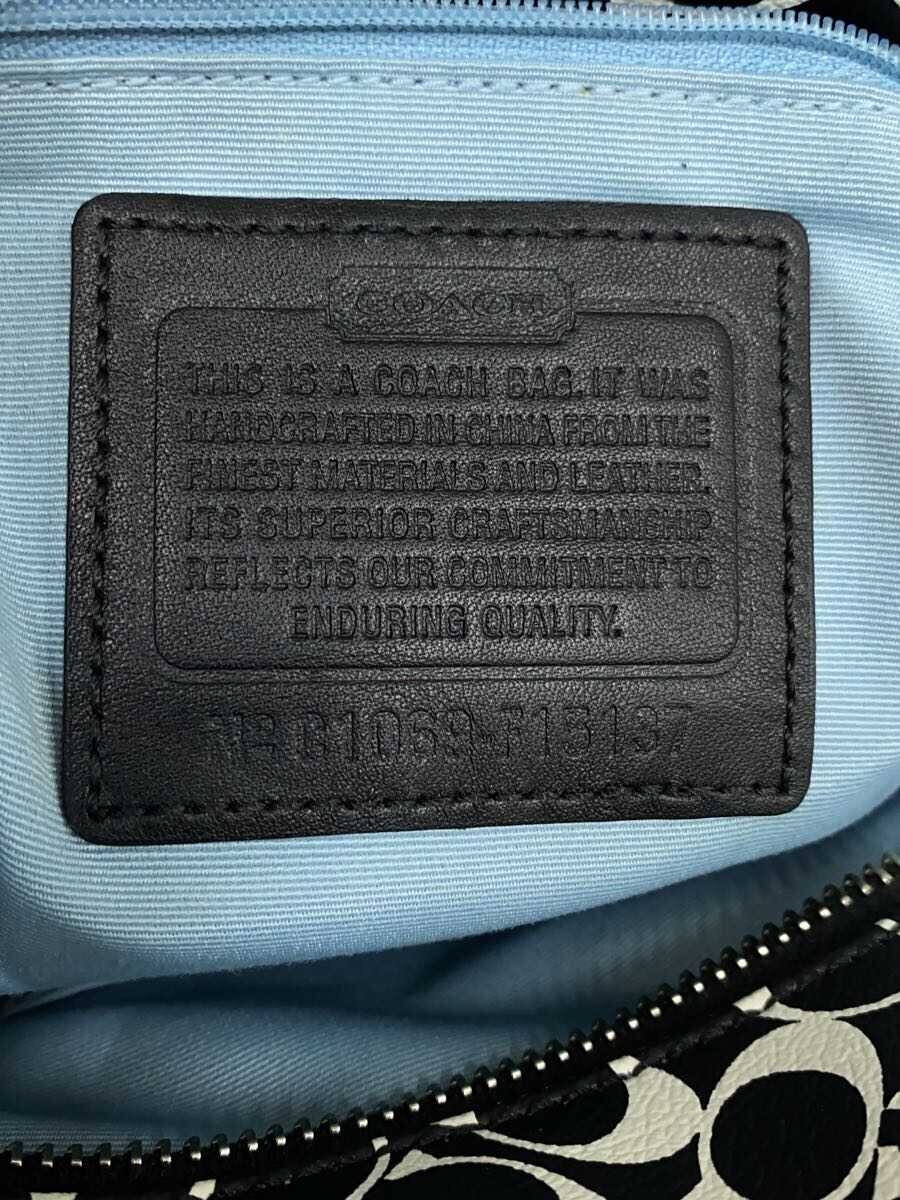 COACH
THIS IS A COACH BAG. IT WAS
HANDCRAFTED IN CHINA FROM THE
FINEST MATERIALS AND LEATHER.
ITS SUPERIOR CRAFTSMANSHIP
REFLECTS OUR COMMITMENT TO
ENDURING QUALITY.
F15137